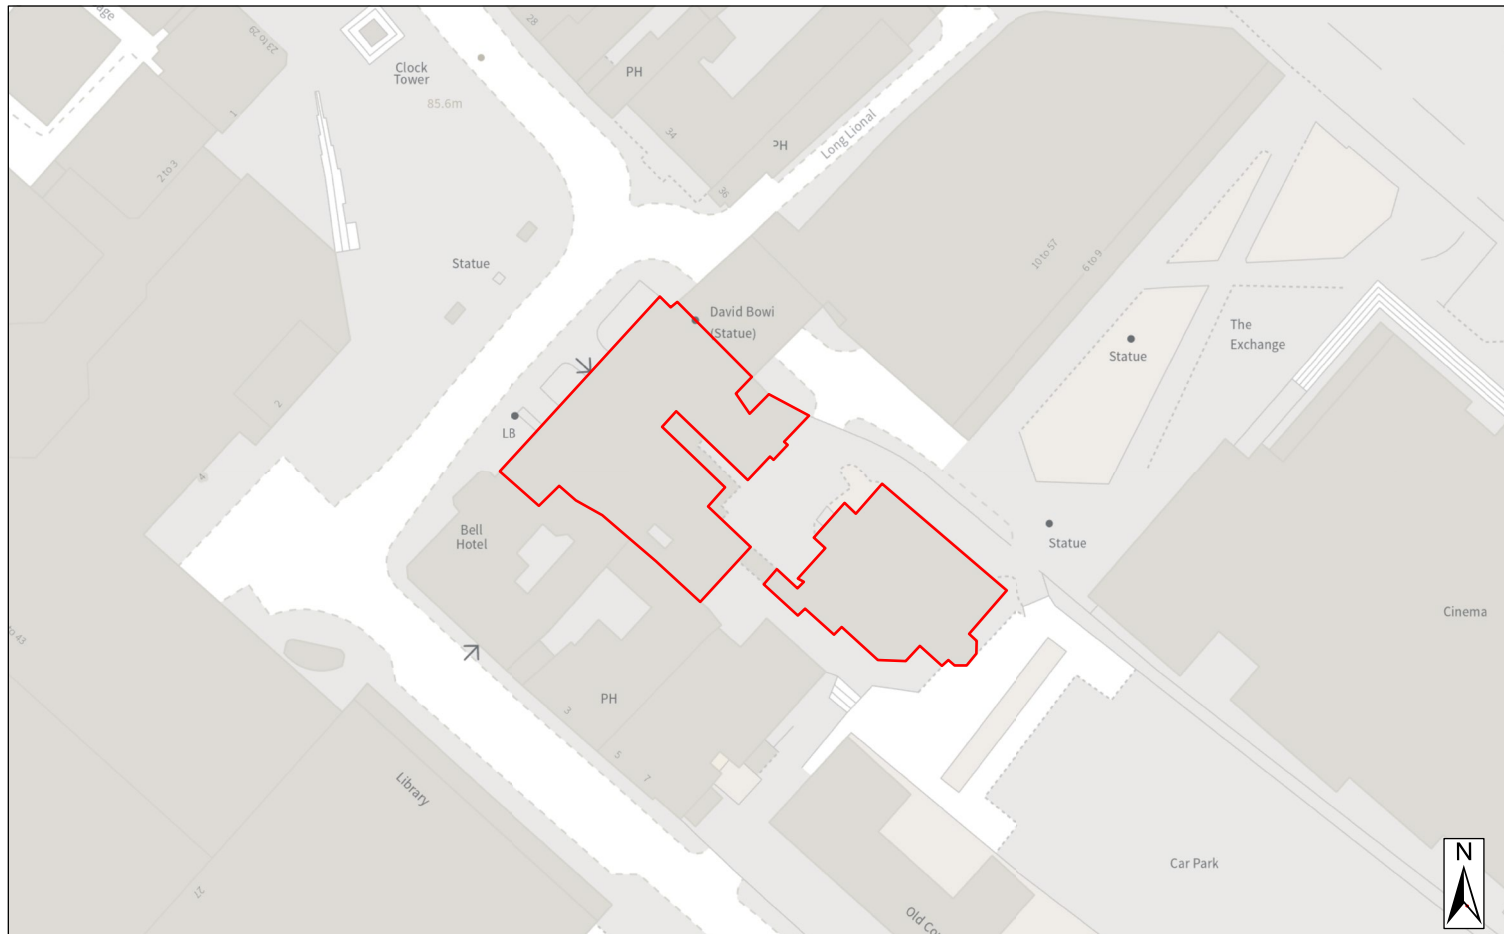 28
23 to 29
Clock
Tower
PH
85.6m
1
34
PH
Long Lional
2 to 3
36
Statue
10 to 57
6 to 9
David Bowi
(Statue)
The
Exchange
Statue
2
LB
4
Bell
Hotel
Statue
Cinema
PH
3
5
7
Library
Car Park
27
N